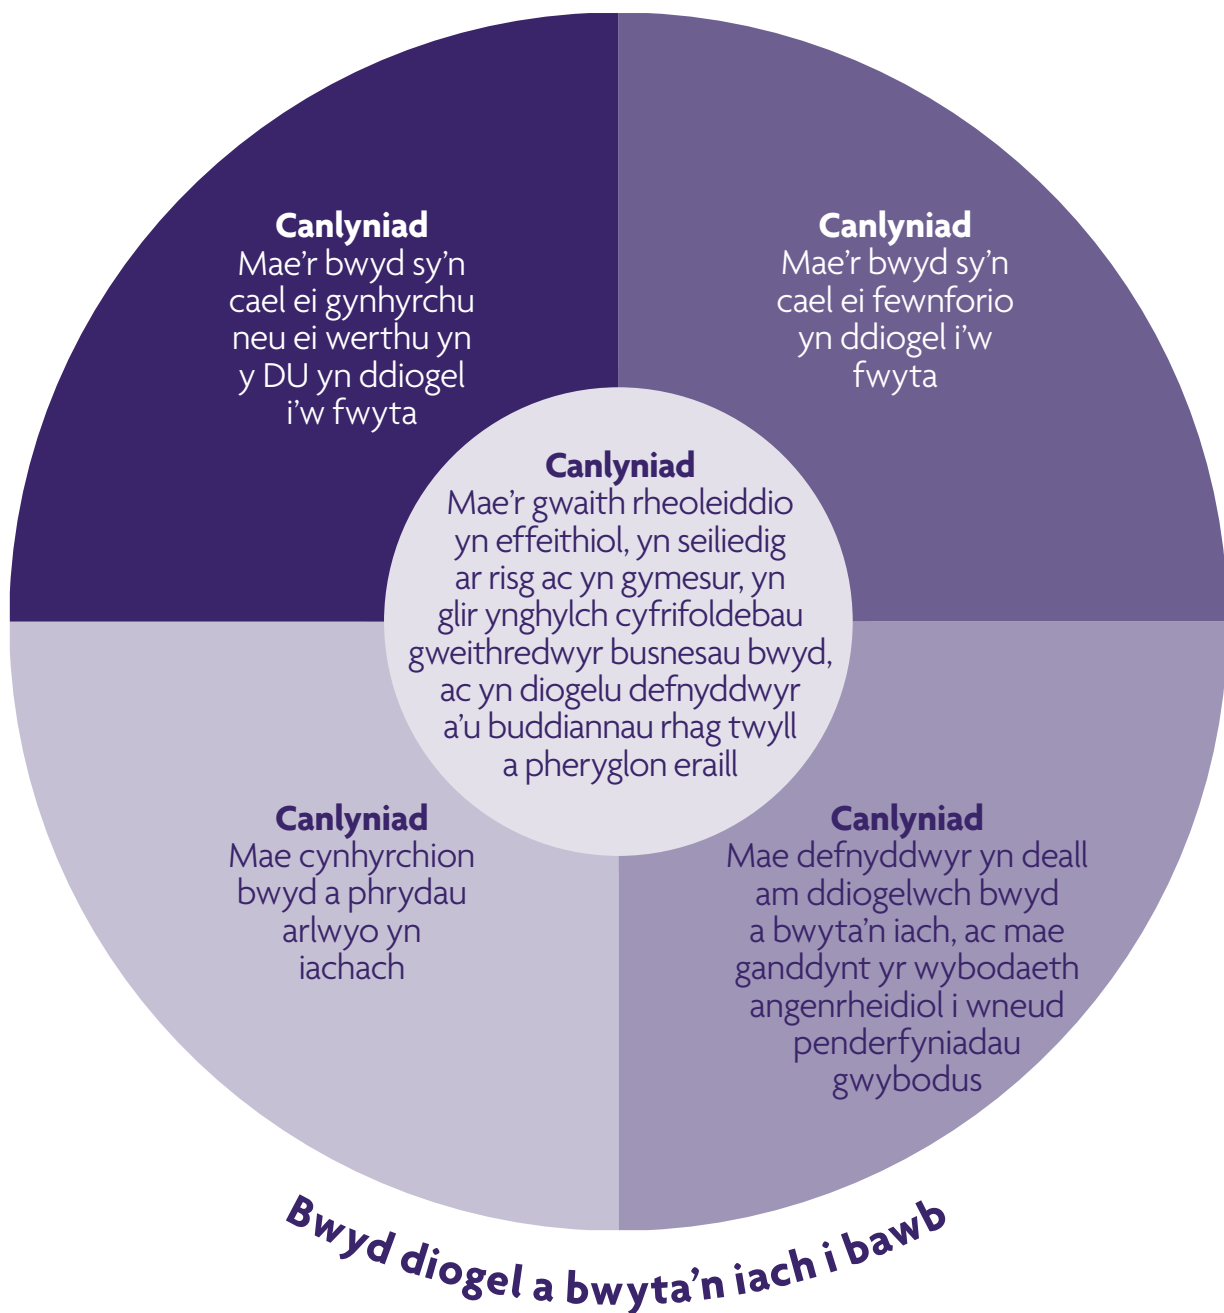 Canlyniad
Mae’r bwyd sy’n
cael ei gynhyrchu
neu ei werthu yn
y DU yn ddiogel
i’w fwyta
Canlyniad
Mae’r bwyd sy’n
cael ei fewnforio
yn ddiogel i’w
fwyta
Canlyniad
Mae’r gwaith rheoleiddio
yn effeithiol, yn seiliedig
ar risg ac yn gymesur, yn
glir ynghylch cyfrifoldebau
gweithredwyr busnesau bwyd,
ac yn diogelu defnyddwyr
a’u buddiannau rhag twyll
a pheryglon eraill
Canlyniad
Mae cynhyrchion
bwyd a phrydau
arlwyo yn
iachach
Canlyniad
Mae defnyddwyr yn deall
am ddiogelwch bwyd
a bwyta’n iach, ac mae
ganddynt yr wybodaeth
angenrheidiol i wneud
penderfyniadau
gwybodus
Bwyd diogel a bwyta’n iach i bawb